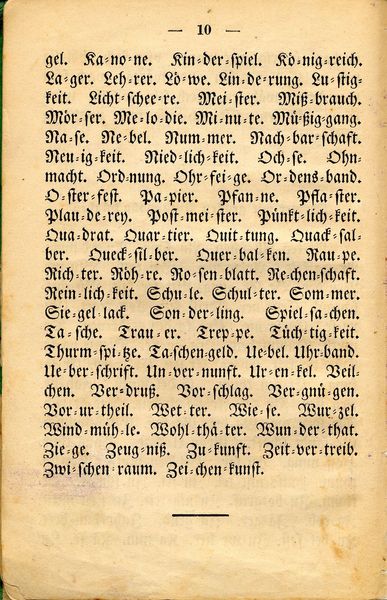 — 10 —
gel. Ka⸗no⸗ne. Kin⸗der⸗spiel. Kö⸗nig⸗reich.
La⸗ger. Leh⸗rer. Lö⸗we. Lin⸗de⸗rung. Lu⸗stig⸗
keit. Licht⸗schee⸗re. Mei⸗ster. Miß⸗brauch.
Mör⸗ser. Me⸗lo⸗die. Mi⸗nu⸗te. Mü⸗ßig⸗gang.
Na⸗se. Ne⸗bel. Num⸗mer. Nach⸗bar⸗schaft.
Neu⸗ig⸗keit. Nied⸗lich⸗keit. Och⸗se. Ohn⸗
macht. Ord⸗nung. Ohr⸗fei⸗ge. Or⸗dens⸗band.
O⸗ster⸗fest. Pa⸗pier. Pfan⸗ne. Pfla⸗ster.
Plau⸗de⸗rey. Post⸗mei⸗ster. Pünkt⸗lich⸗keit.
Qua⸗drat. Quar⸗tier. Quit⸗tung. Quack⸗sal⸗
ber. Queck⸗sil⸗ber. Quer⸗bal⸗ken. Rau⸗pe.
Rich⸗ter. Röh⸗re. Ro⸗sen⸗blatt. Re⸗chen⸗schaft.
Rein⸗lich⸗keit. Schu⸗le. Schul⸗ter. Som⸗mer.
Sie⸗gel⸗lack. Son⸗der⸗ling. Spiel⸗sa⸗chen.
Ta⸗sche. Trau⸗er. Trep⸗pe. Tüch⸗tig⸗keit.
Thurm⸗spi⸗tze. Ta⸗schen⸗geld. Ue⸗bel. Uhr⸗band.
Ue⸗ber⸗schrift. Un⸗ver⸗nunft. Ur⸗en⸗kel. Veil⸗
chen. Ver⸗druß. Vor⸗schlag. Ver⸗gnü⸗gen.
Vor⸗ur⸗theil. Wet⸗ter. Wie⸗se. Wur⸗zel.
Wind⸗müh⸗le. Wohl⸗thä⸗ter. Wun⸗der⸗that.
Zie⸗ge. Zeug⸗niß. Zu⸗kunft. Zeit⸗ver⸗treib.
Zwi⸗schen⸗raum. Zei⸗chen⸗kunst.